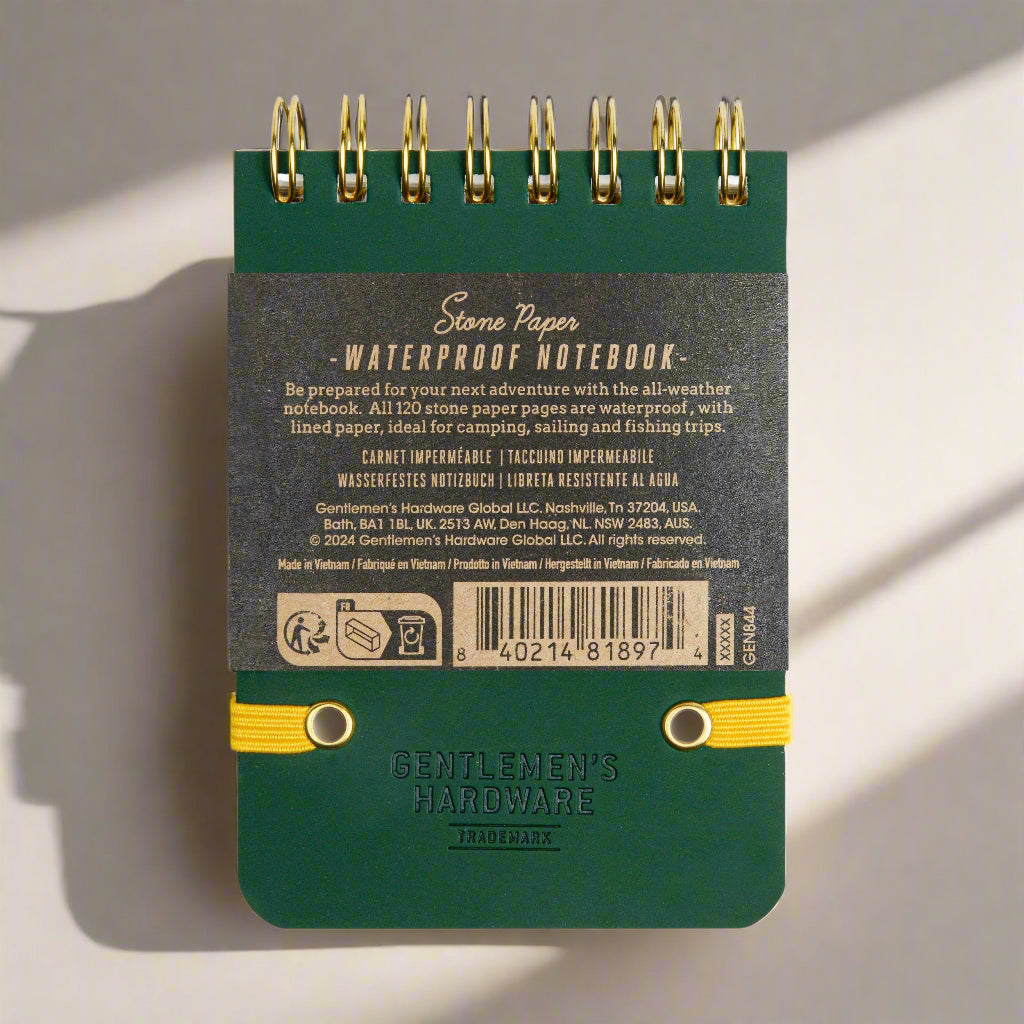 Stone Paper
-WATERPROOF NOTEBOOK-
Be prepared for your next adventure with the all-weather
notebook. All 120 stone paper pages are waterproof, with
lined paper, ideal for camping, sailing and fishing trips.
CARNET IMPERMÉABLE | TACCUINO IMPERMEABILE
WASSERFESTES NOTIZBUCH | LIBRETA RESISTENTE AL AGUA
Gentlemen's Hardware Global LLC. Nashville, Tn 37204, USA.
Bath, BA1 1BL, UK. 2513 AW, Den Haag, NL. NSW 2483, AUS.
© 2024 Gentlemen's Hardware Global LLC. All rights reserved.
Made in Vietnam / Fabriqué en Vietnam / Prodotto in Vietnam / Hergestellt in Vietnam / Fabricado en Vietnam
8 40214 81897 4
XXXXX
GEN844
GENTLEMEN'S
HARDWARE
TRADEMARK